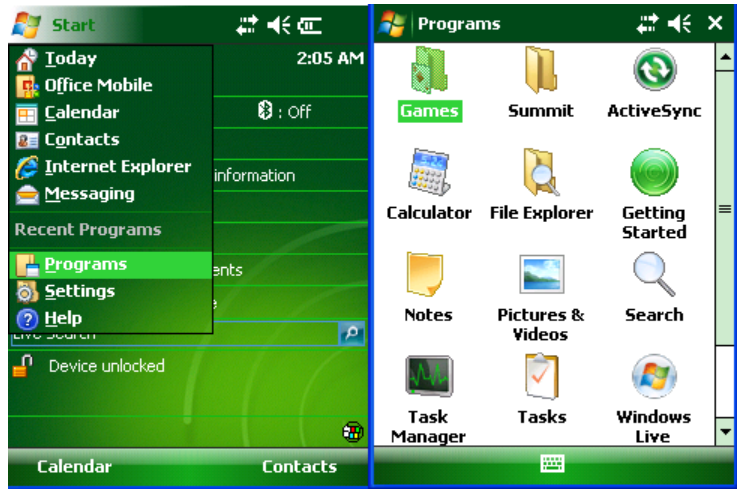 Start
Today
2:05 AM
Office Mobile
Calendar
: Off
Contacts
Internet Explorer
information
Messaging
Recent Programs
Programs
ents
Settings
Help
Device unlocked
Calendar
Contacts
Programs
Games
Summit
ActiveSync
Calculator
File Explorer
Getting
Started
Notes
Pictures &
Videos
Search
Task
Manager
Tasks
Windows
Live